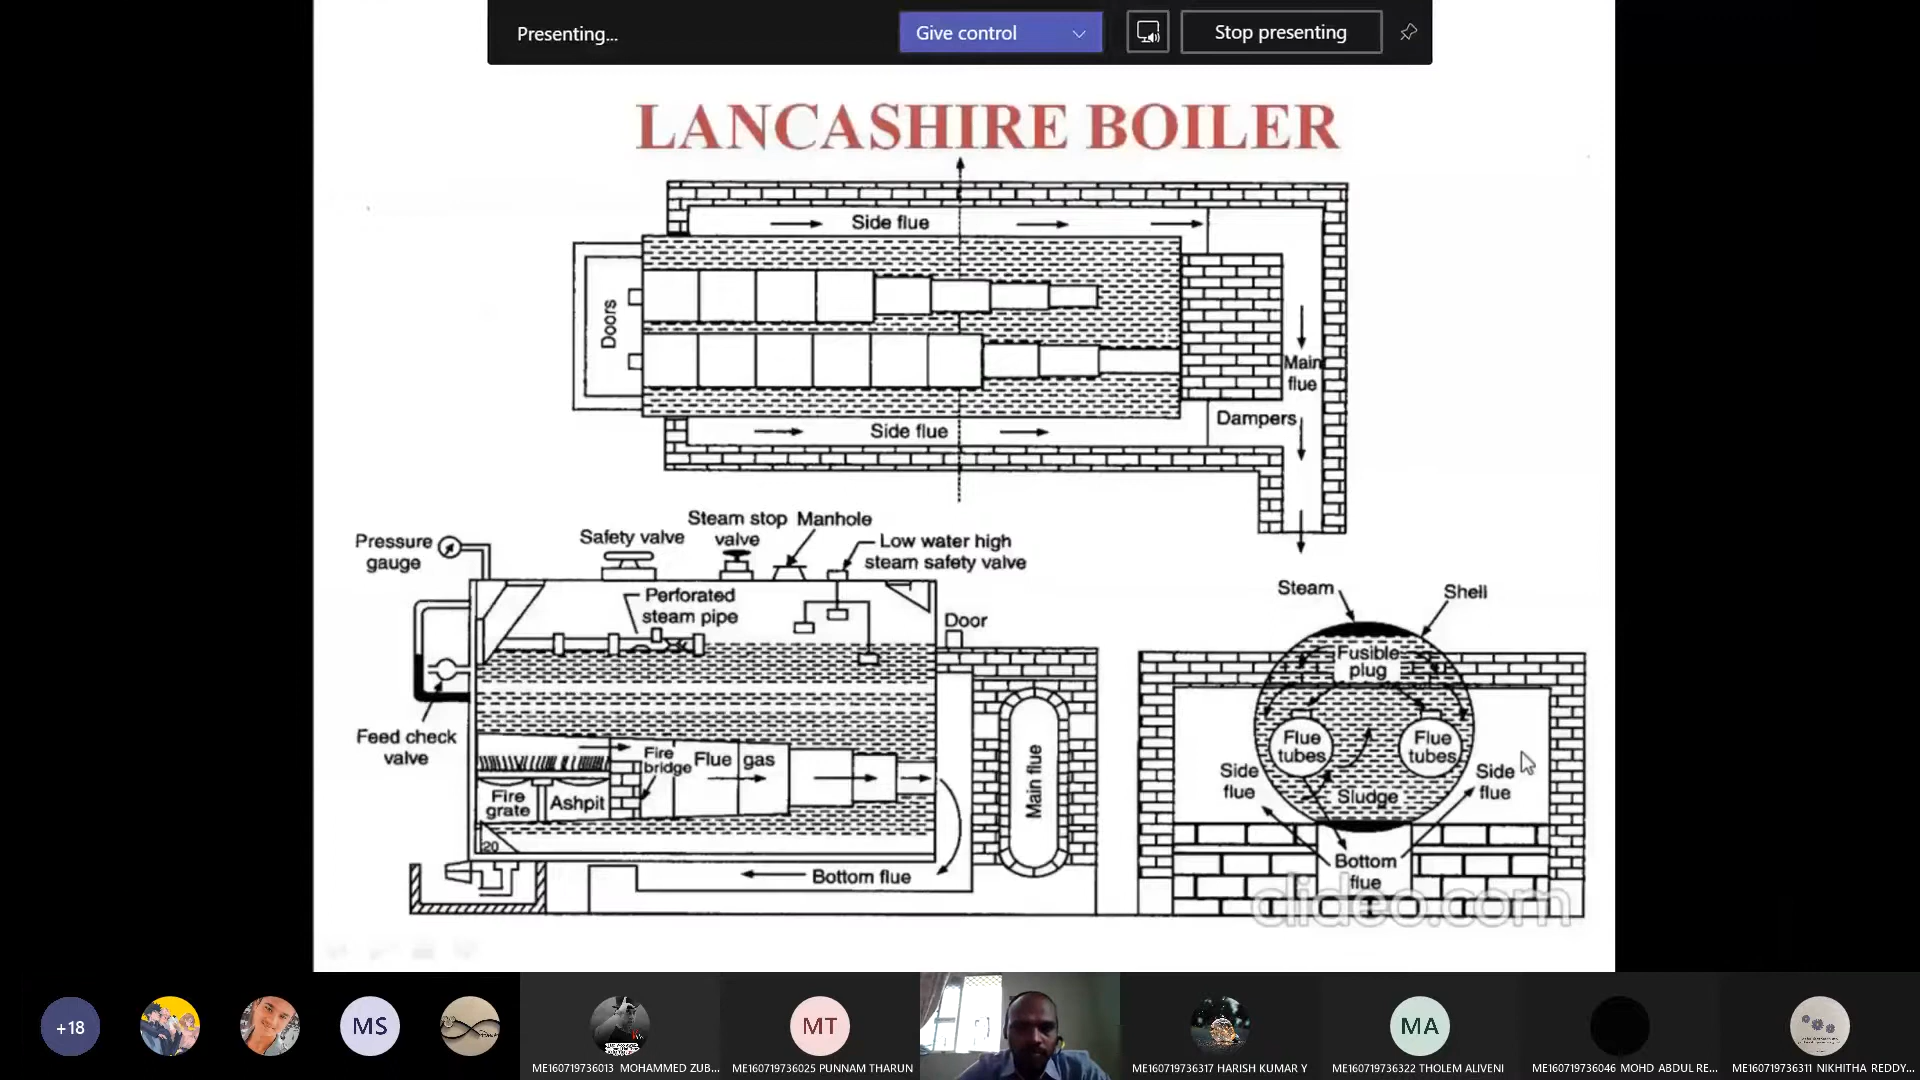 Presenting...
Give control
Stop presenting
LANCASHIRE BOILER
Side flue
Doors
Main
flue
Dampers
Side flue
Pressure
gauge
Safety valve
Steam stop
valve
Manhole
Low water high
steam safety valve
Perforated
steam pipe
Door
Feed check
valve
Fire
bridge
Flue gas
Fire
grate
Ashpit
20
Main flue
Bottom flue
Steam
Shell
Fusible
plug
Flue
tubes
Flue
tubes
Side
flue
Side
flue
Sludge
Bottom
flue
clideo.com
+18
MS
MT
MA
ME160719736013 MOHAMMED ZUB...
ME160719736025 PUNNAM THARUN
ME160719736317 HARISH KUMAR Y
ME160719736322 THOLEM ALIVENI
ME160719736046 MOHD ABDUL RE...
ME160719736311 NIKHITHA REDDY...